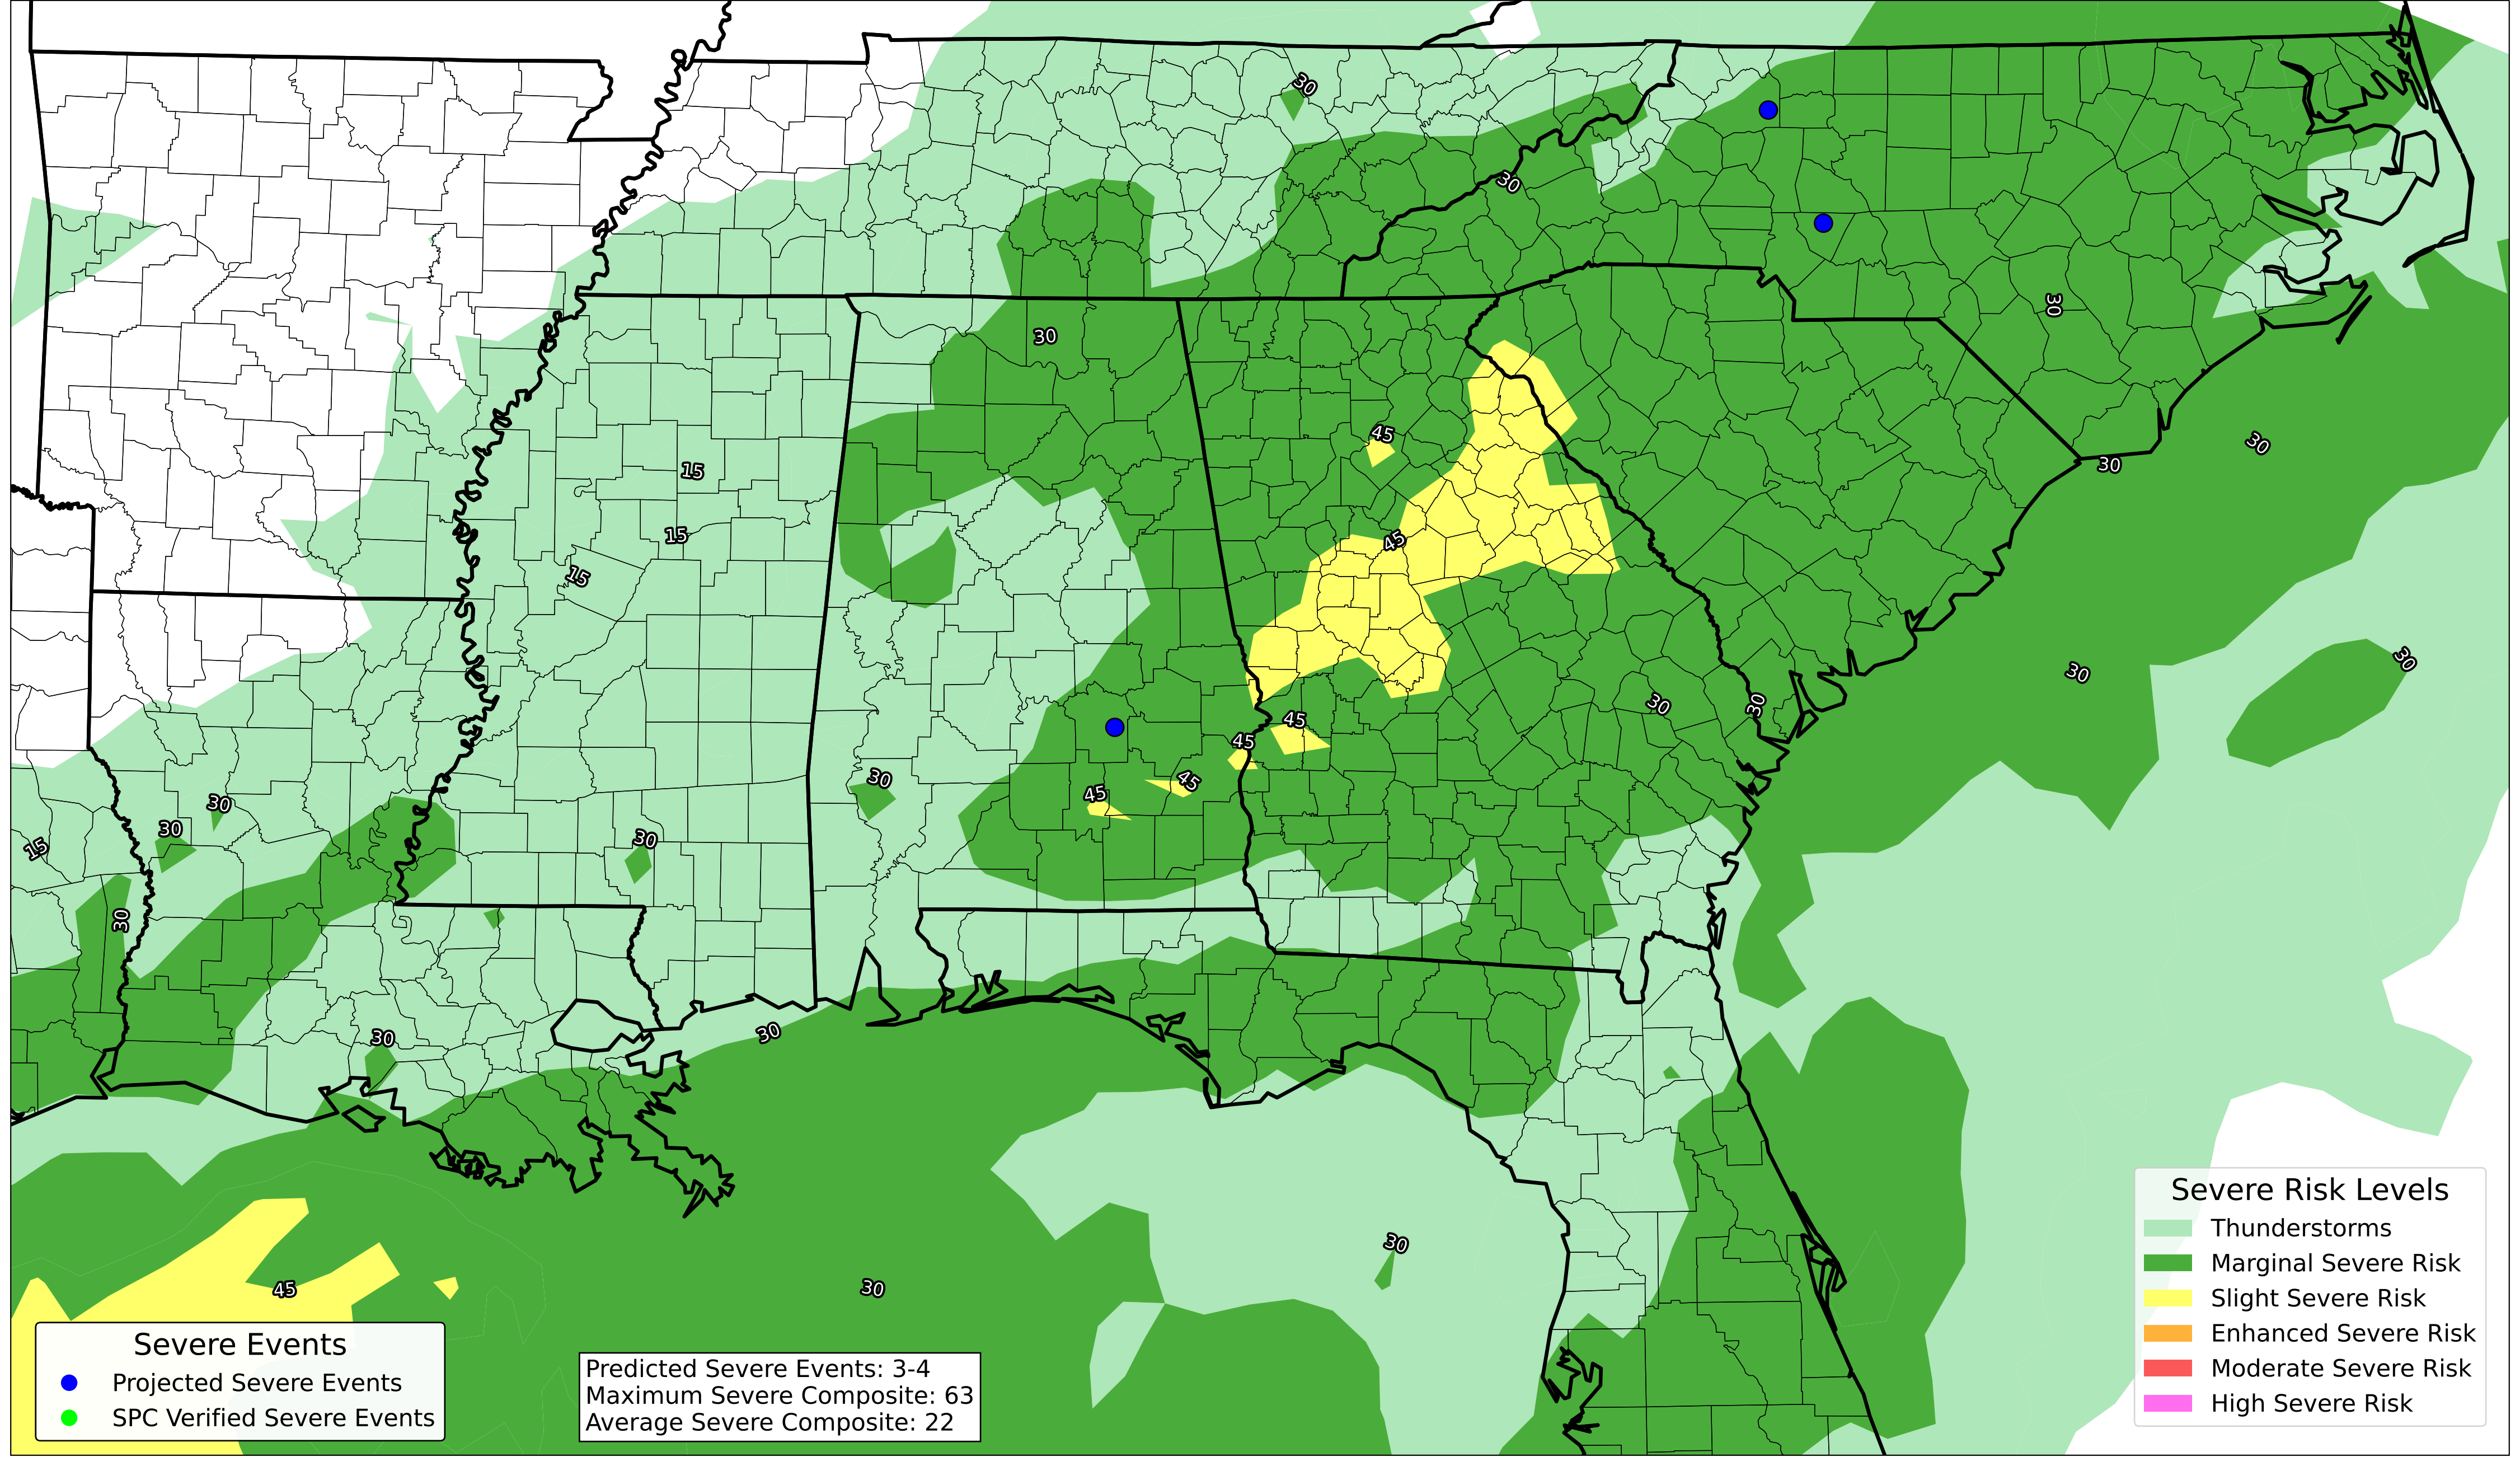 30
30
30
30
30
45
15
30
30
45
15
15
30
30
30
30
45
45
30
45
45
30
30
15
30
30
30
30
30
30
45
30
Severe Events
Projected Severe Events
SPC Verified Severe Events
Predicted Severe Events: 3-4
Maximum Severe Composite: 63
Average Severe Composite: 22
Severe Risk Levels
Thunderstorms
Marginal Severe Risk
Slight Severe Risk
Enhanced Severe Risk
Moderate Severe Risk
High Severe Risk